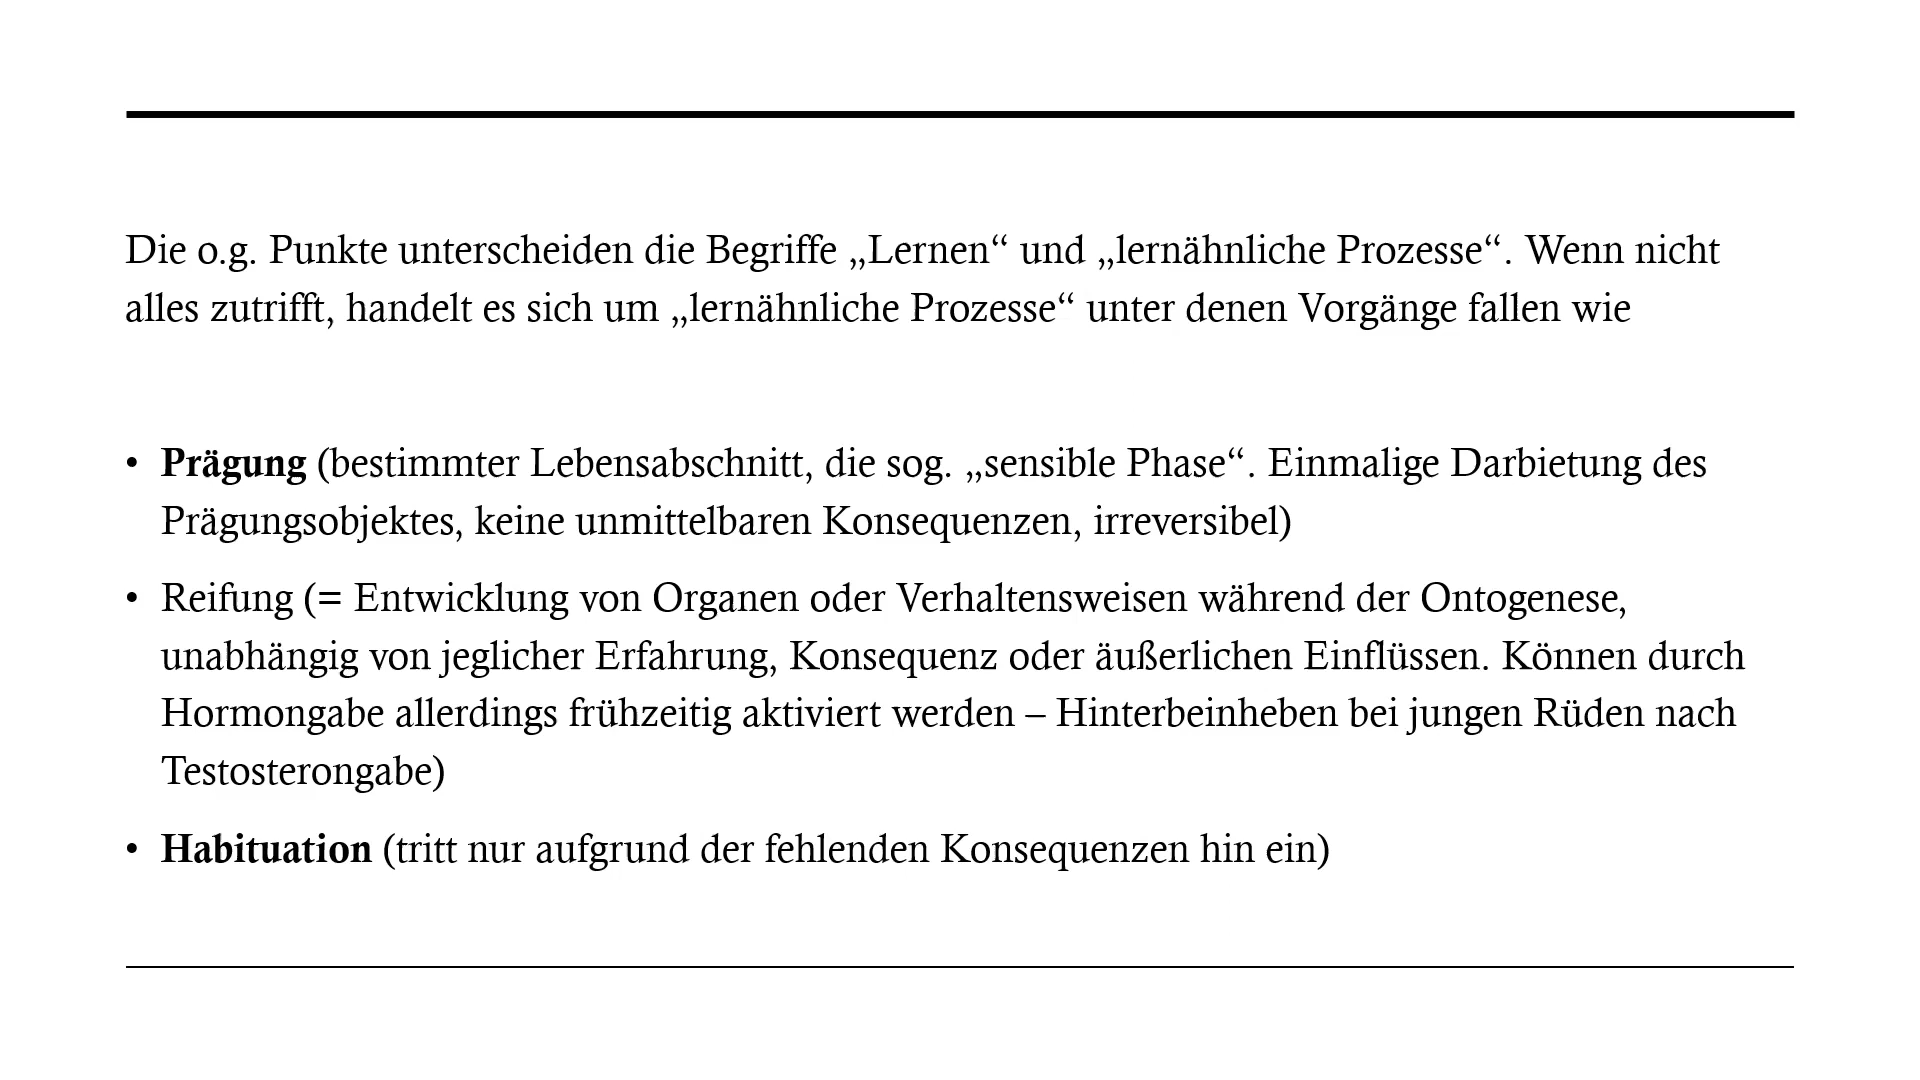 Die o.g. Punkte unterscheiden die Begriffe „Lernen“ und „lernähnliche Prozesse“. Wenn nicht
alles zutrifft, handelt es sich um „lernähnliche Prozesse“ unter denen Vorgänge fallen wie
• Prägung (bestimmter Lebensabschnitt, die sog. „sensible Phase“. Einmalige Darbietung des
Prägungsobjektes, keine unmittelbaren Konsequenzen, irreversibel)
• Reifung (= Entwicklung von Organen oder Verhaltensweisen während der Ontogenese,
unabhängig von jeglicher Erfahrung, Konsequenz oder äußerlichen Einflüssen. Können durch
Hormongabe allerdings frühzeitig aktiviert werden – Hinterbeinheben bei jungen Rüden nach
Testosterongabe)
• Habituation (tritt nur aufgrund der fehlenden Konsequenzen hin ein)